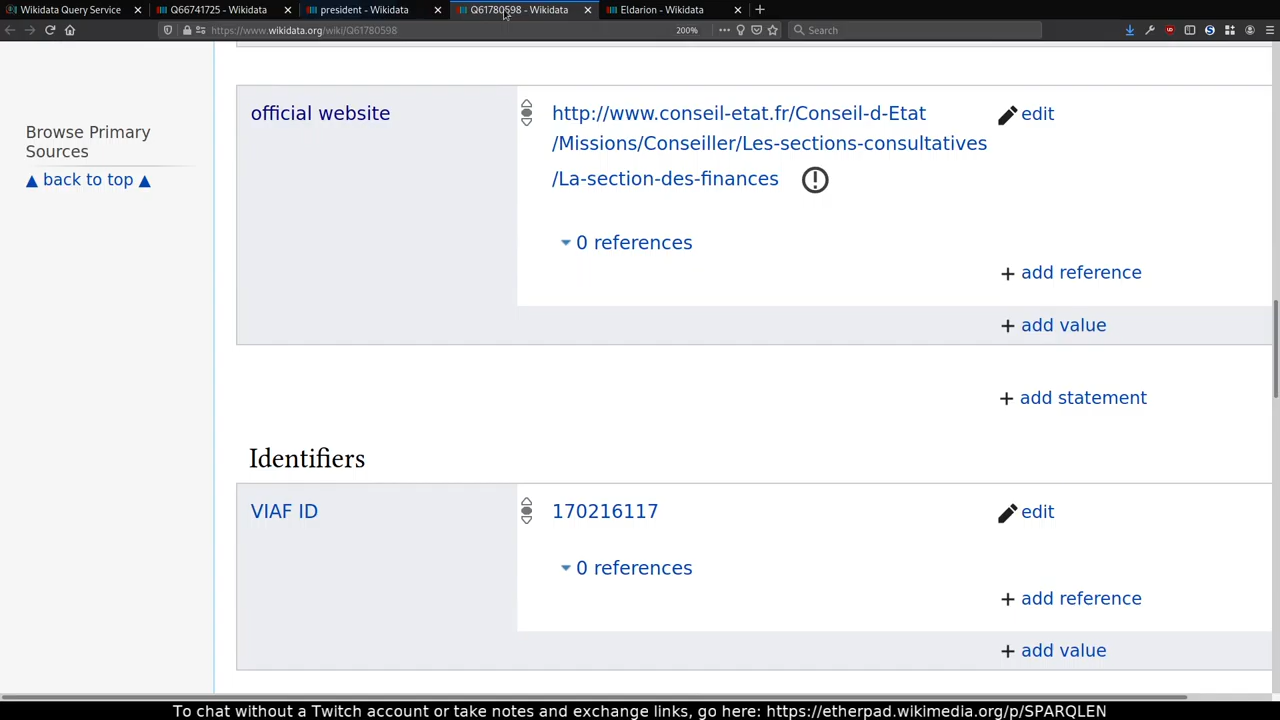 Wikidata Query Service
Q66741725 - Wikidata
president - Wikidata
Q61780598 - Wikidata
Eldarion - Wikidata
https://www.wikidata.org/wiki/Q61780598
200%
Search
Browse Primary
Sources
▲ back to top ▲
official website
http://www.conseil-etat.fr/Conseil-d-Etat
/Missions/Conseiller/Les-sections-consultatives
/La-section-des-finances
edit
0 references
+ add reference
+ add value
+ add statement
Identifiers
VIAF ID
170216117
edit
0 references
+ add reference
+ add value
To chat without a Twitch account or take notes and exchange links, go here: https://etherpad.wikimedia.org/p/SPARQLEN